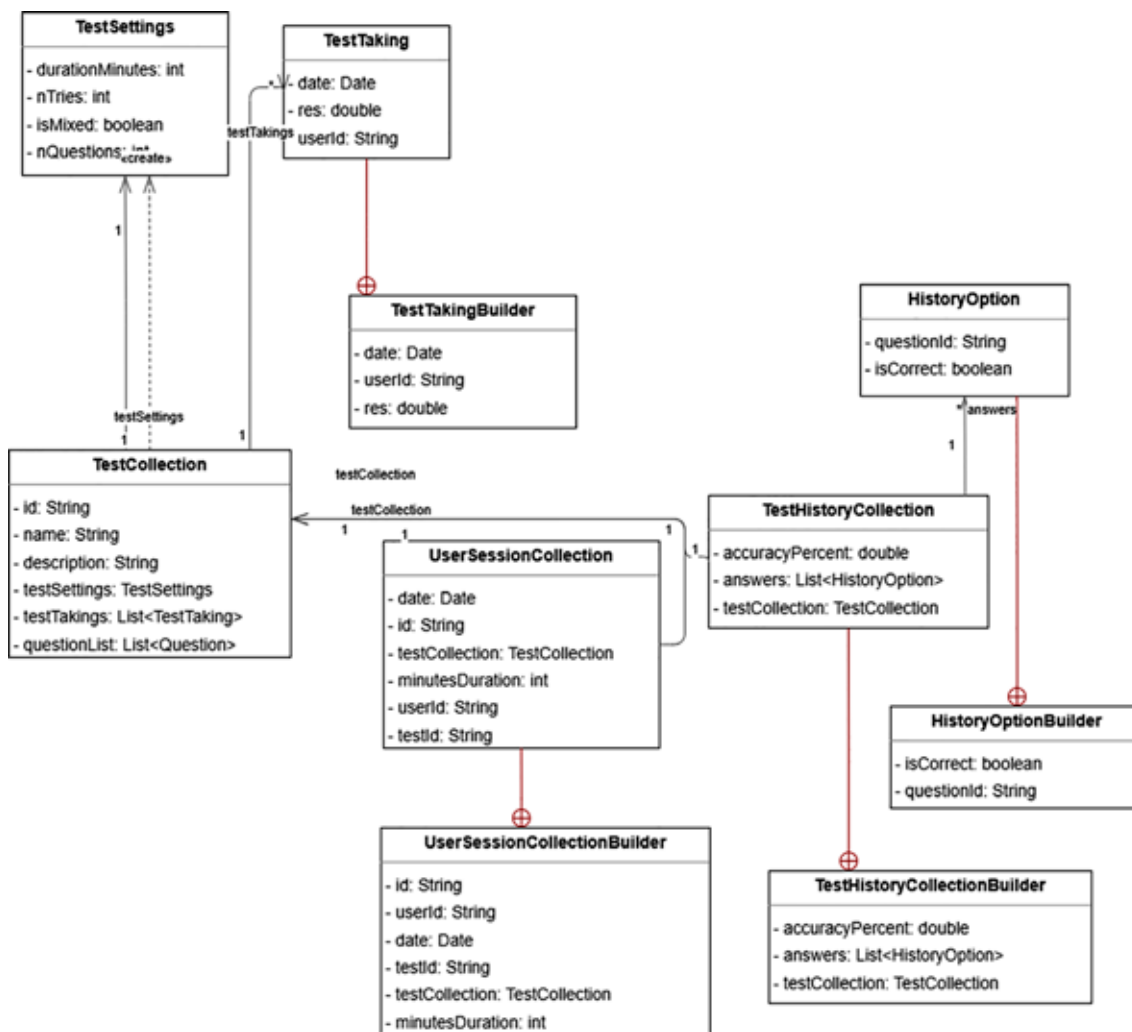 TestSettings
- durationMinutes: int
- nTries: int
- isMixed: boolean
- nQuestions: int
«create»
TestTaking
- date: Date
- res: double
userId: String
*
testTakings
1
testSettings
1
1
TestTakingBuilder
- date: Date
- userId: String
- res: double
HistoryOption
- questionId: String
- isCorrect: boolean
* answers
1
TestCollection
- id: String
- name: String
- description: String
- testSettings: TestSettings
- testTakings: List<TestTaking>
- questionList: List<Question>
testCollection
testCollection
1
1
1
1
UserSessionCollection
- date: Date
- id: String
- testCollection: TestCollection
- minutesDuration: int
- userId: String
- testId: String
TestHistoryCollection
- accuracyPercent: double
- answers: List<HistoryOption>
- testCollection: TestCollection
HistoryOptionBuilder
- isCorrect: boolean
- questionId: String
UserSessionCollectionBuilder
- id: String
- userId: String
- date: Date
- testId: String
- testCollection: TestCollection
- minutesDuration: int
TestHistoryCollectionBuilder
- accuracyPercent: double
- answers: List<HistoryOption>
- testCollection: TestCollection